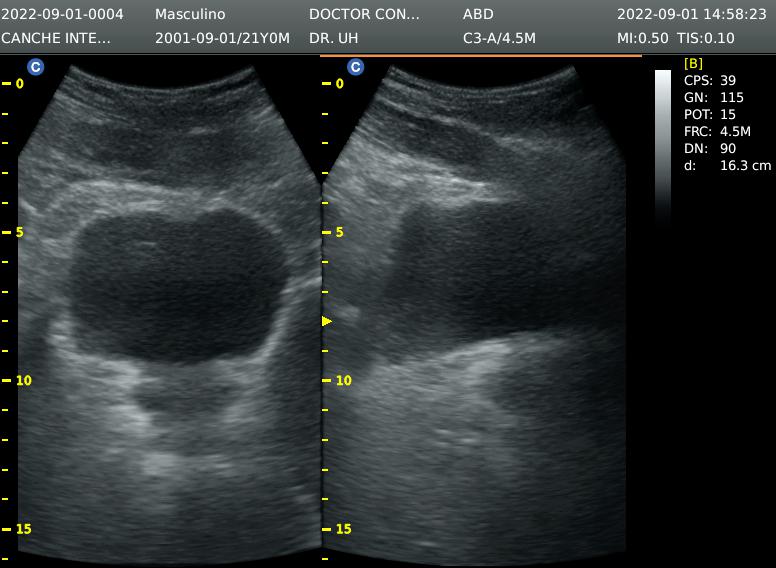 2022-09-01-0004 Masculino DOCTOR CON... ABD 2022-09-01 14:58:23
CANCHE INTE... 2001-09-01/21Y0M DR. UH C3-A/4.5M MI:0.50 TIS:0.10
C C [B]
0 0
CPS: 39
GN: 115
POT: 15
FRC: 4.5M
DN: 90
d: 16.3 cm
5 5
10 10
15 15